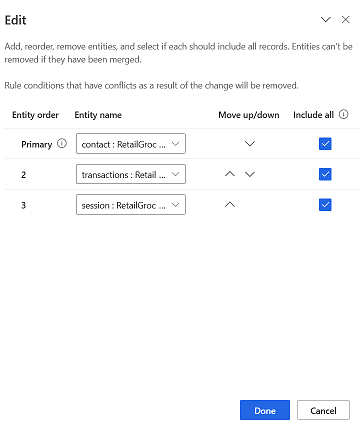 Edit
Add, reorder, remove entities, and select if each should include all records. Entities can't be
removed if they have been merged.
Rule conditions that have conflicts as a result of the change will be removed.
Entity order Entity name Move up/down Include all
Primary contact : RetailGroc ...
2 transactions : Retail ...
3 session : RetailGroc ...
Done Cancel